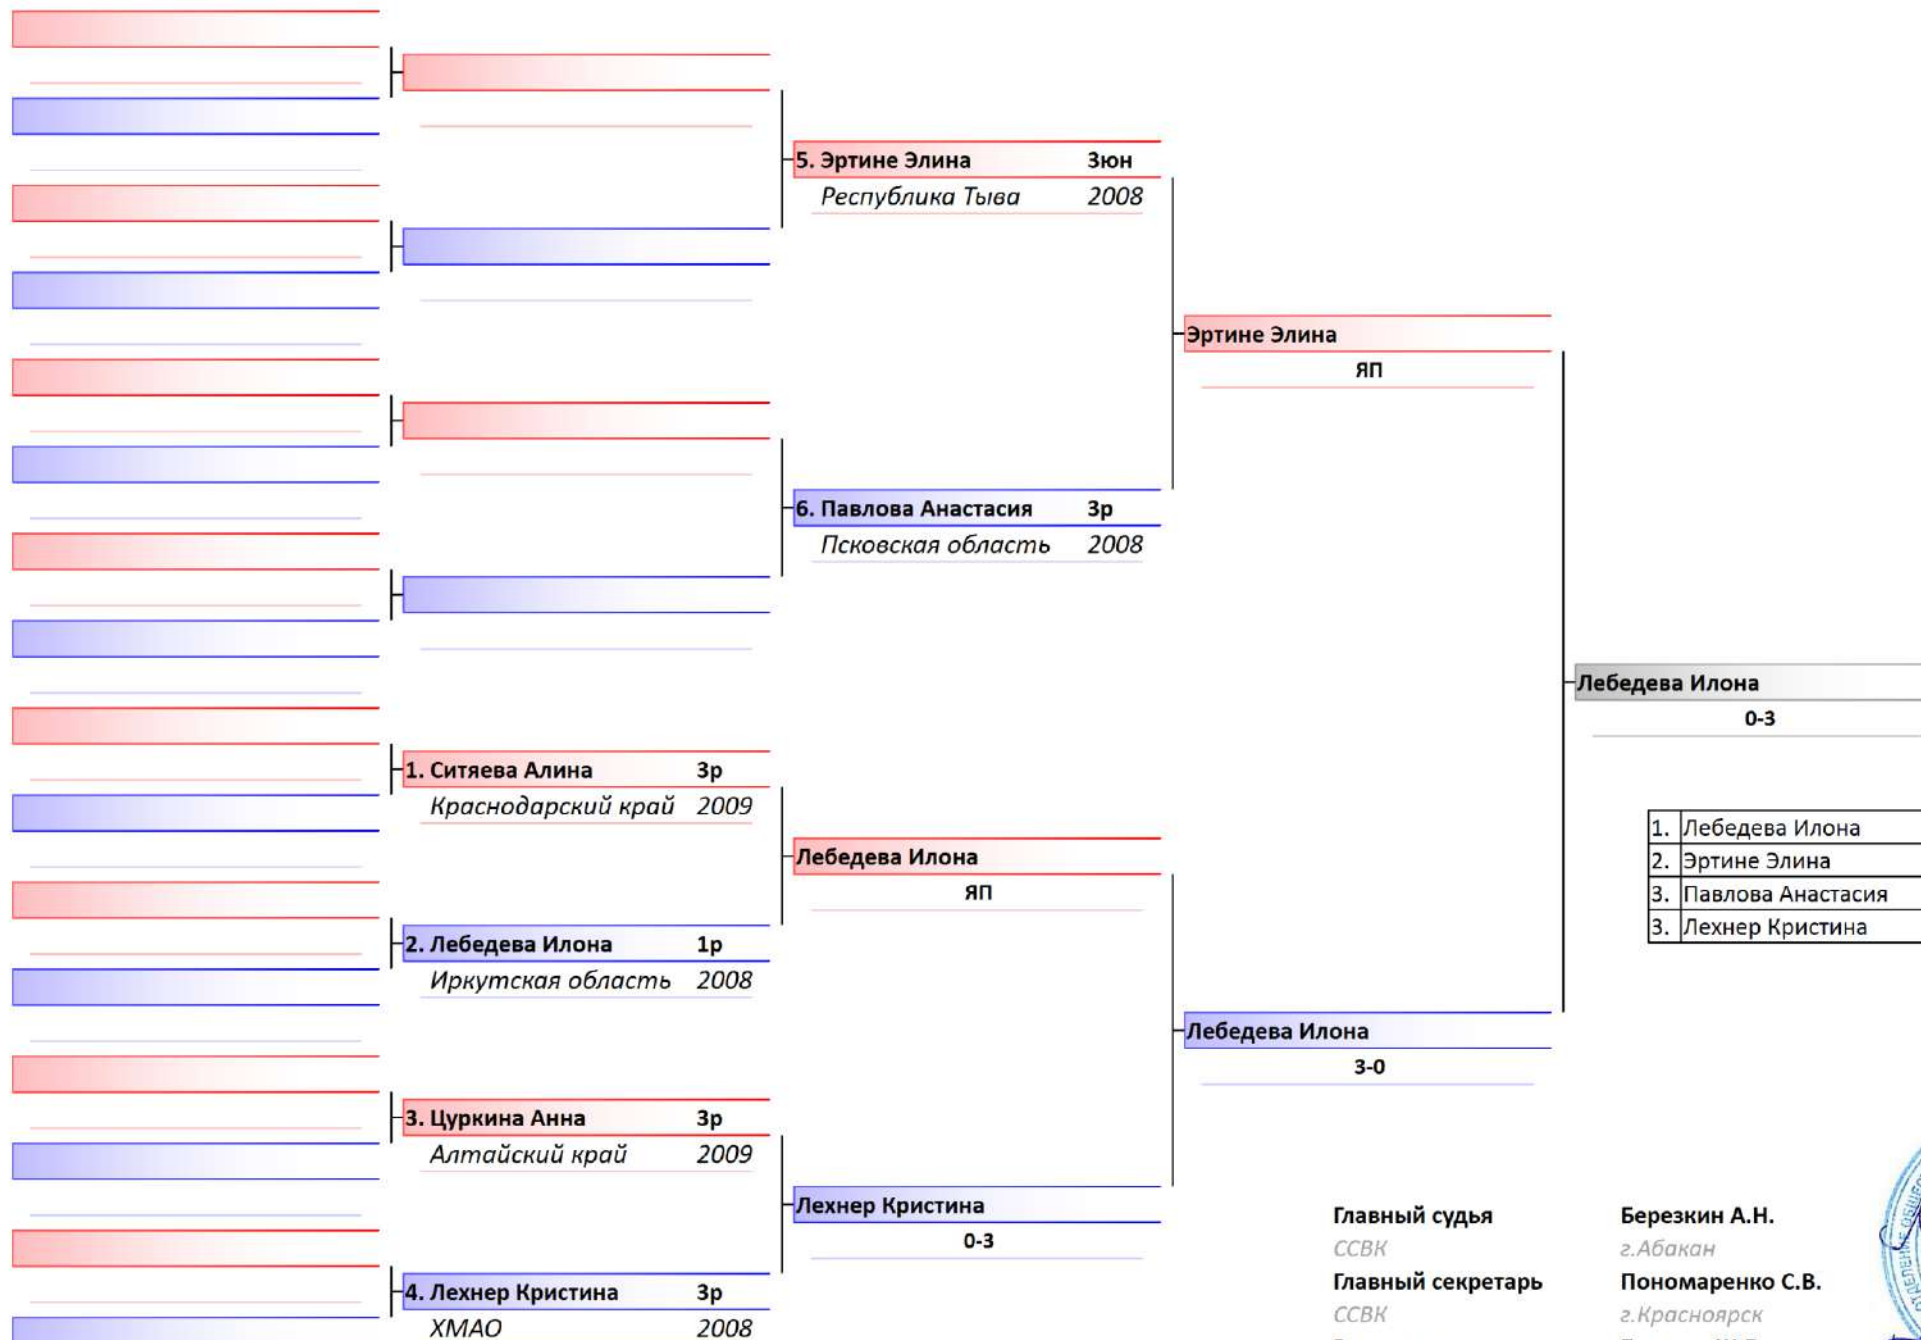 5. Эртине Элина 3юн
Республика Тыва 2008
Эртине Элина
ЯП
6. Павлова Анастасия 3р
Псковская область 2008
Лебедева Илона
0-3
1. Ситяева Алина 3р
Краснодарский край 2009
Лебедева Илона
ЯП
2. Лебедева Илона 1р
Иркутская область 2008
1. Лебедева Илона
2. Эртине Элина
3. Павлова Анастасия
3. Лехнер Кристина
Лебедева Илона
3-0
3. Цуркина Анна 3р
Алтайский край 2009
Лехнер Кристина
0-3
4. Лехнер Кристина 3р
ХМАО 2008
Главный судья Березкин А.Н.
ССВК г.Абакан
Главный секретарь Пономаренко С.В.
ССВК г.Красноярск